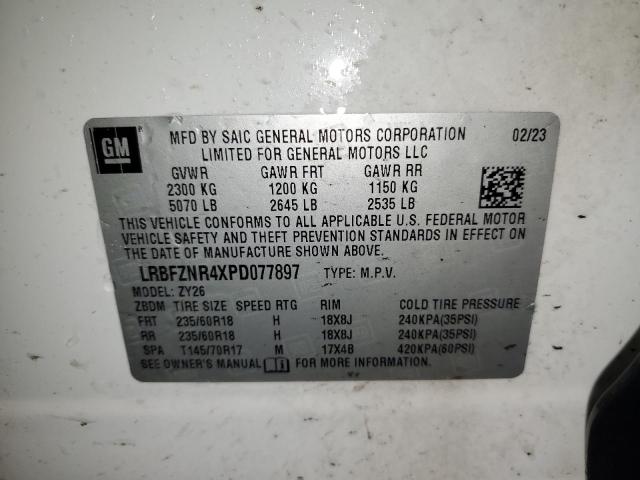 GM
MFD BY SAIC GENERAL MOTORS CORPORATION 02/23
LIMITED FOR GENERAL MOTORS LLC
GVWR GAWR FRT GAWR RR
2300 KG 1200 KG 1150 KG
5070 LB 2645 LB 2535 LB
THIS VEHICLE CONFORMS TO ALL APPLICABLE U.S. FEDERAL MOTOR
VEHICLE SAFETY AND THEFT PREVENTION STANDARDS IN EFFECT ON
THE DATE OF MANUFACTURE SHOWN ABOVE.
LRBFZNR4XPD077897 TYPE: M.P.V.
MODEL: ZY26
ZBDM TIRE SIZE SPEED RTG RIM COLD TIRE PRESSURE
FRT 235/60R18 H 18X8J 240KPA(35PSI)
RR 235/60R18 H 18X8J 240KPA(35PSI)
SPA T145/70R17 M 17X4B 420KPA(60PSI)
SEE OWNER'S MANUAL FOR MORE INFORMATION.